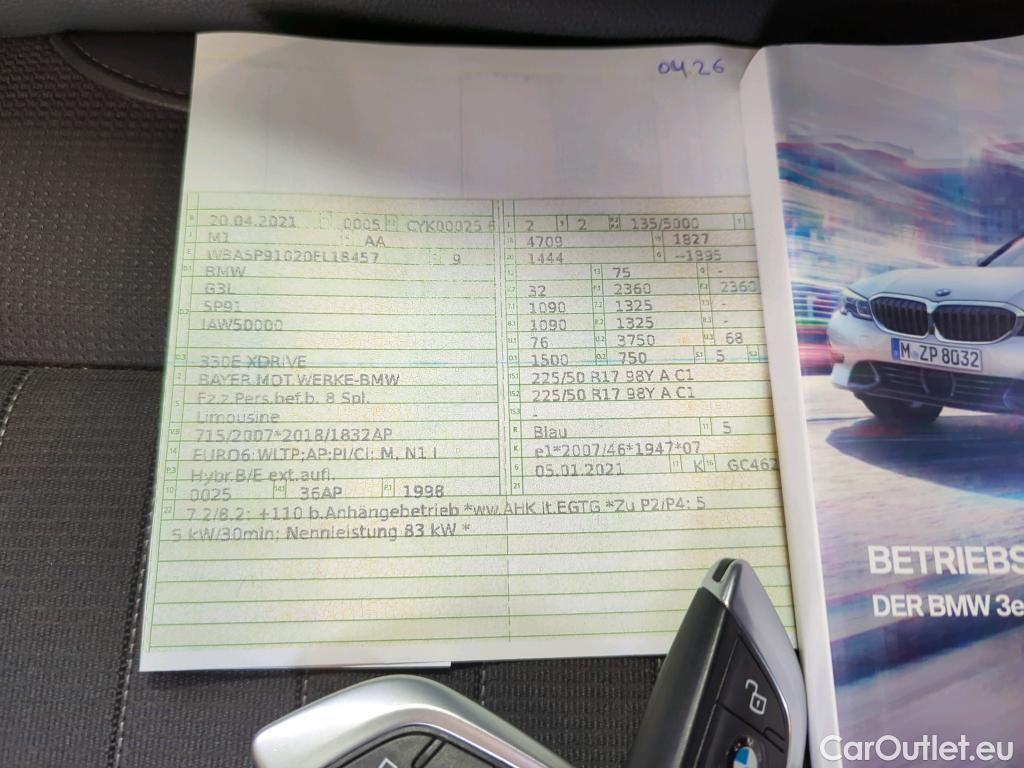 04.26
20.04.2021 0005 CYK00025 6 2 2 135/5000
M1 AA 4709 1827
WBA5P91020FL18457 9 1444 --1995
BMW 75 -
G3L 32 2360 2360
5P91 1090 1325 -
IAW50000 1090 1325 -
76 3750 68
330E XDRIVE 1500 750 5
BAYER.MOT.WERKE-BMW 225/50 R17 98Y A C1
Fz.z.Pers.bef.b. 8 Spl. 225/50 R17 98Y A C1
Limousine -
715/2007*2018/1832AP Blau 5
EURO6;WLTP;AP;PI/CI; M, N1 I e1*2007/46*1947*07
Hybr.B/E ext.aufl. 05.01.2021 K GC462
0025 36AP 1998
7.2/8.2: +110 b.Anhängebetrieb *ww.AHK lt.EGTG *Zu P2/P4: 5
5 kW/30min; Nennleistung 83 kW *
M ZP 8032
BETRIEBS
DER BMW 3e
CarOutlet.eu